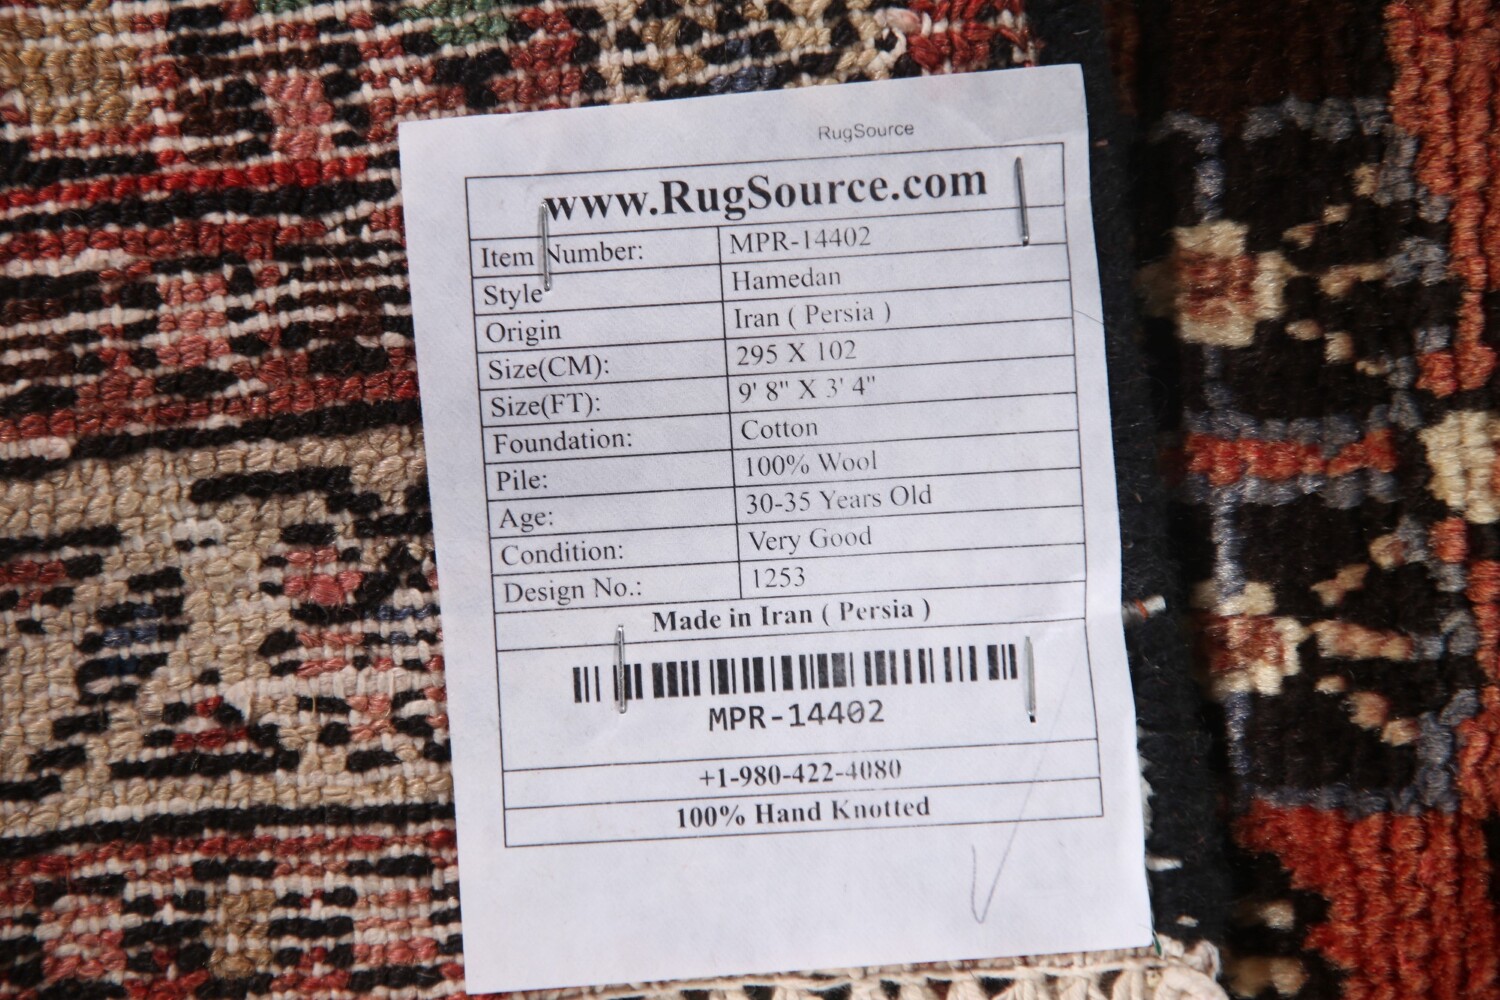 RugSource
www.RugSource.com
Item Number: MPR-14402
Style Hamedan
Origin Iran ( Persia )
Size(CM): 295 X 102
Size(FT): 9' 8" X 3' 4"
Foundation: Cotton
Pile: 100% Wool
Age: 30-35 Years Old
Condition: Very Good
Design No.: 1253
Made in Iran ( Persia )
MPR-14402
+1-980-422-4080
100% Hand Knotted